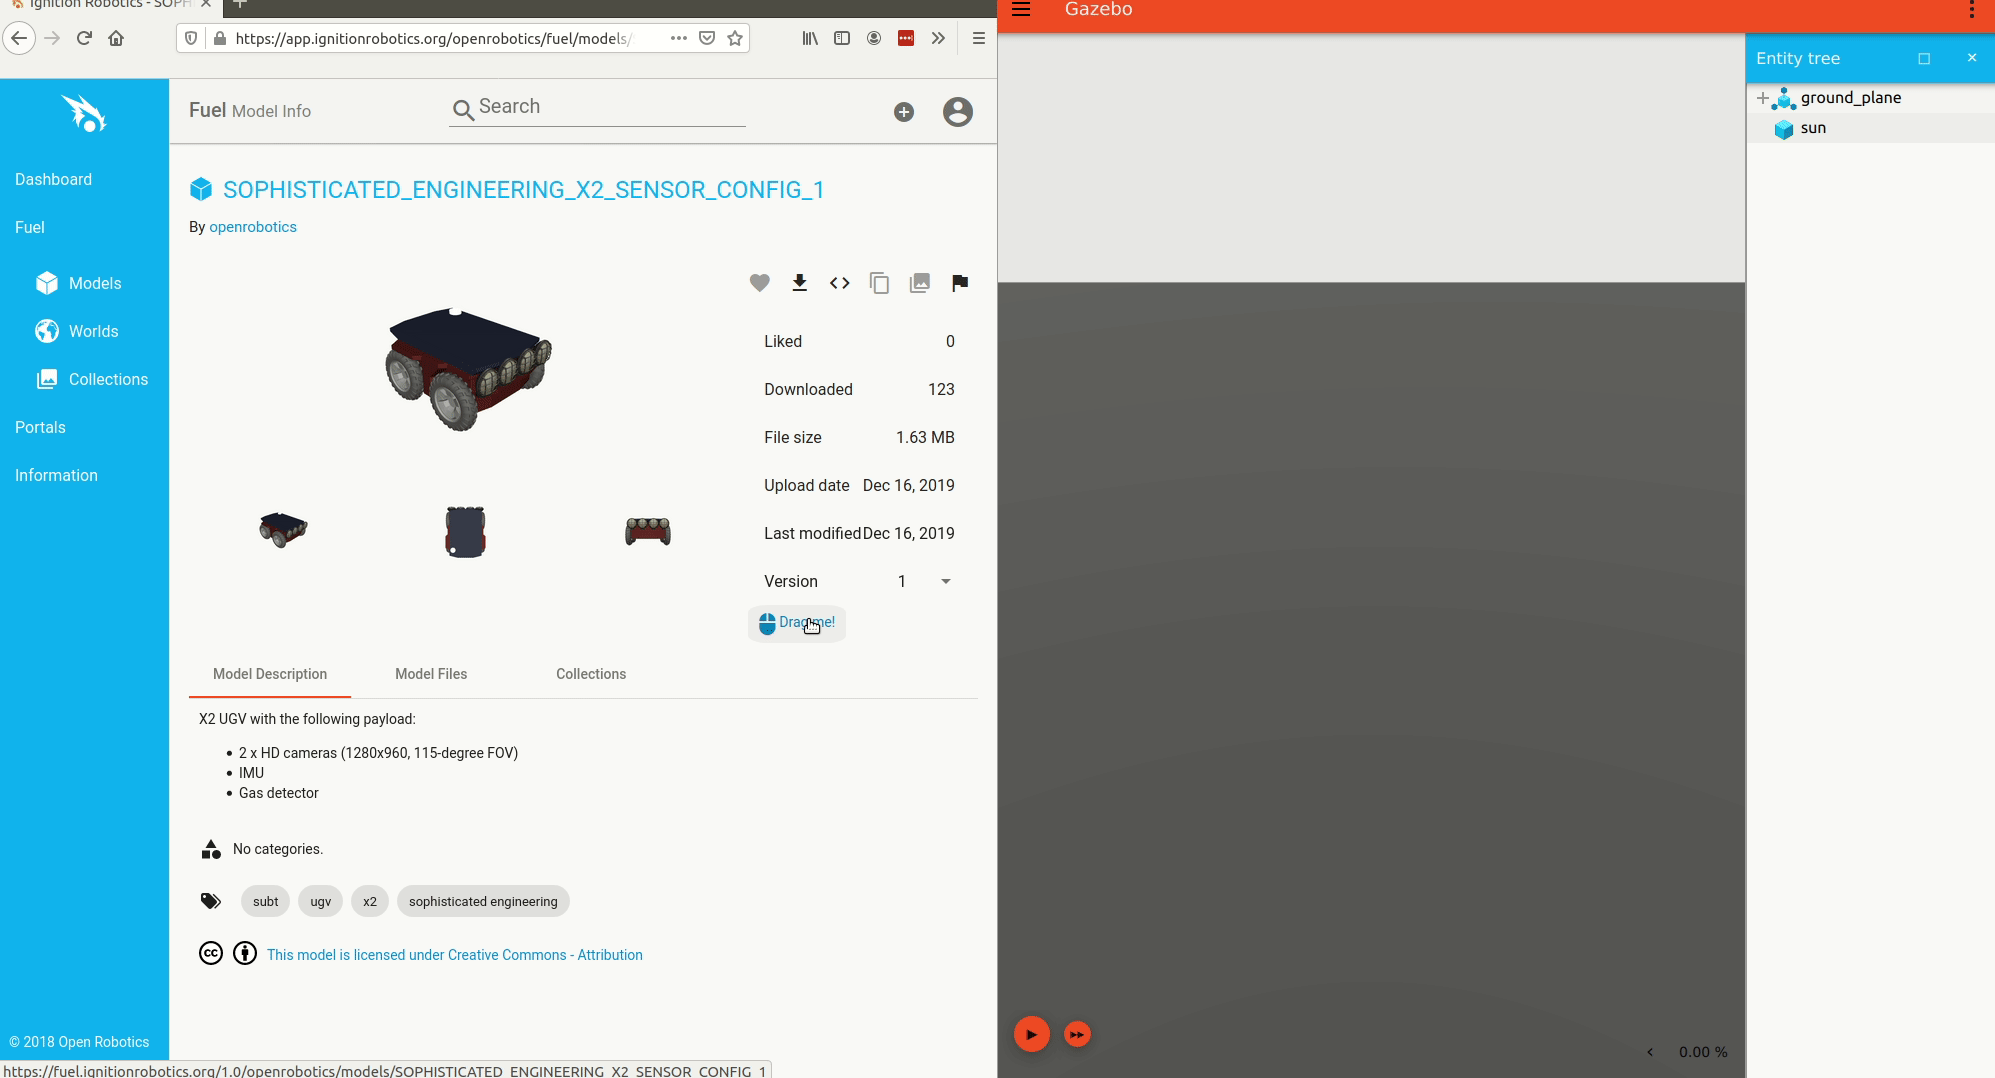 Ignition Robotics - SOPH
https://app.ignitionrobotics.org/openrobotics/fuel/models/
Gazebo
Entity tree
ground_plane
sun
Fuel Model Info
Search
Dashboard
Fuel
Models
Worlds
Collections
Portals
Information
© 2018 Open Robotics
SOPHISTICATED_ENGINEERING_X2_SENSOR_CONFIG_1
By openrobotics
Liked 0
Downloaded 123
File size 1.63 MB
Upload date Dec 16, 2019
Last modified Dec 16, 2019
Version 1
Drag me!
Model Description Model Files Collections
X2 UGV with the following payload:
• 2 x HD cameras (1280x960, 115-degree FOV)
• IMU
• Gas detector
No categories.
subt ugv x2 sophisticated engineering
cc
This model is licensed under Creative Commons - Attribution
https://fuel.ignitionrobotics.org/1.0/openrobotics/models/SOPHISTICATED_ENGINEERING_X2_SENSOR_CONFIG_1
0.00 %